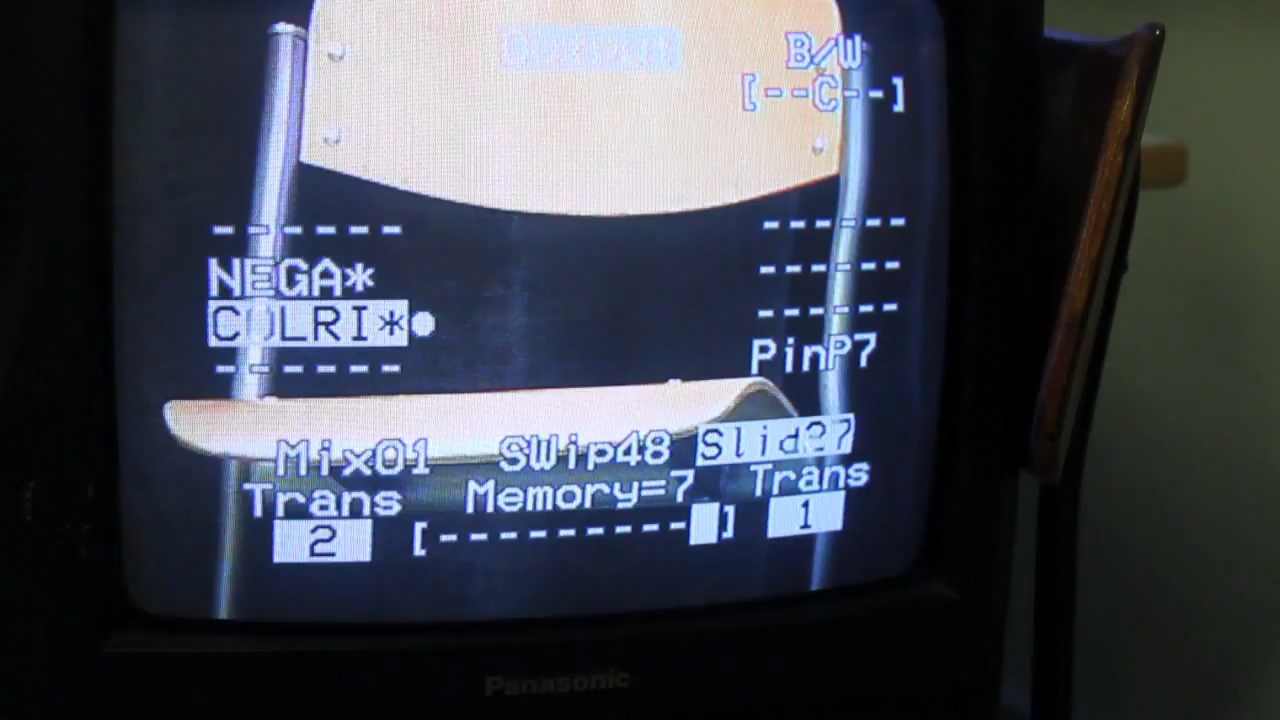 B/W
[--C--]
------
------
NEGA*
------
COLRI*
------
------
PinP7
Mix01 SWip48 Slid27
Trans Memory=7 Trans
2 [---------■] 1
Panasonic